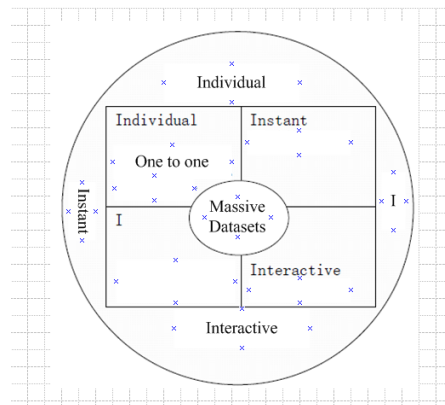 Individual
Individual
Instant
One to one
Instant
I
Massive
Datasets
I
Interactive
Interactive